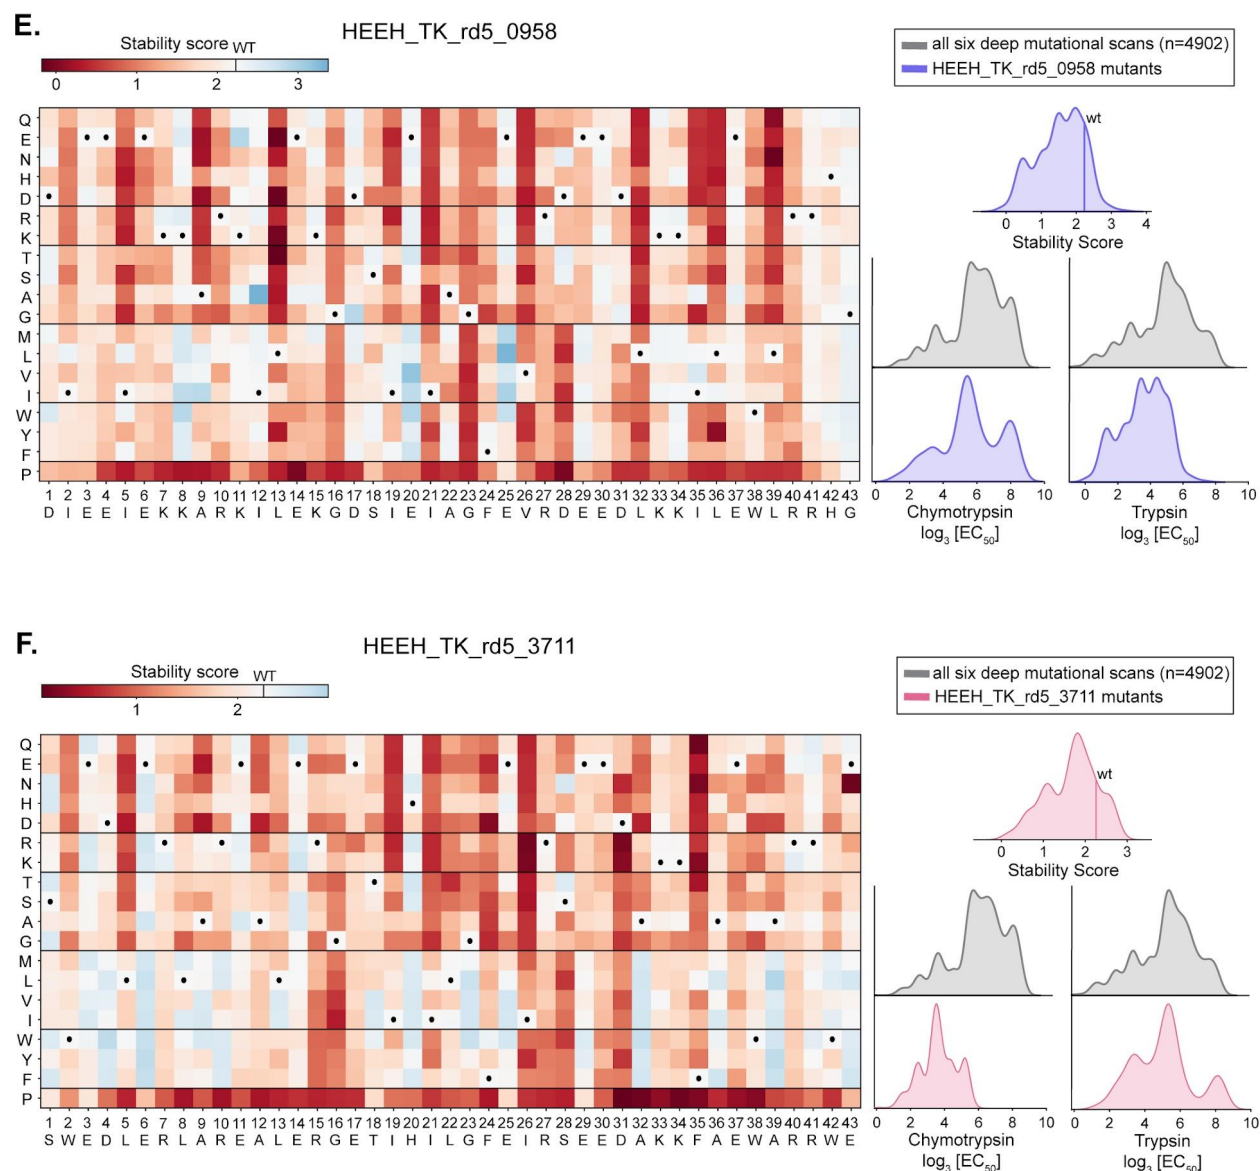 E.
HEEH_TK_rd5_0958
Stability score WT
0 2 3
all six deep mutational scans (n=4902)
HEEH_TK_rd5_0958 mutants
Q
E
N
H
D
R
K
T
S
A
G
M
L
V
I
W
Y
F
P
1 2 3 4 5 6 7 8 9 10 11 12 13 14 15 16 17 18 19 20 21 22 23 24 25 26 27 28 29 30 31 32 33 34 35 36 37 38 39 40 41 42 43
D I E E I E K K A R K I L E K G D S I E I A G F E V R D E E D L K K I L E W L R R H G
wt
0 1 2 3 4
Stability Score
0 2 4 6 8 10
Chymotrypsin
log3 [EC50]
0 2 4 6 8 10
Trypsin
log3 [EC50]
F.
HEEH_TK_rd5_3711
Stability score WT
1 2
all six deep mutational scans (n=4902)
HEEH_TK_rd5_3711 mutants
Q
E
N
H
D
R
K
T
S
A
G
M
L
V
I
W
Y
F
P
1 2 3 4 5 6 7 8 9 10 11 12 13 14 15 16 17 18 19 20 21 22 23 24 25 26 27 28 29 30 31 32 33 34 35 36 37 38 39 40 41 42 43
S W E D L E R L A R E A L E R G E T I H I L G F E I R S E E D A K K F A E W A R R W E
wt
0 1 2 3
Stability Score
0 2 4 6 8 10
Chymotrypsin
log3 [EC50]
0 2 4 6 8 10
Trypsin
log3 [EC50]